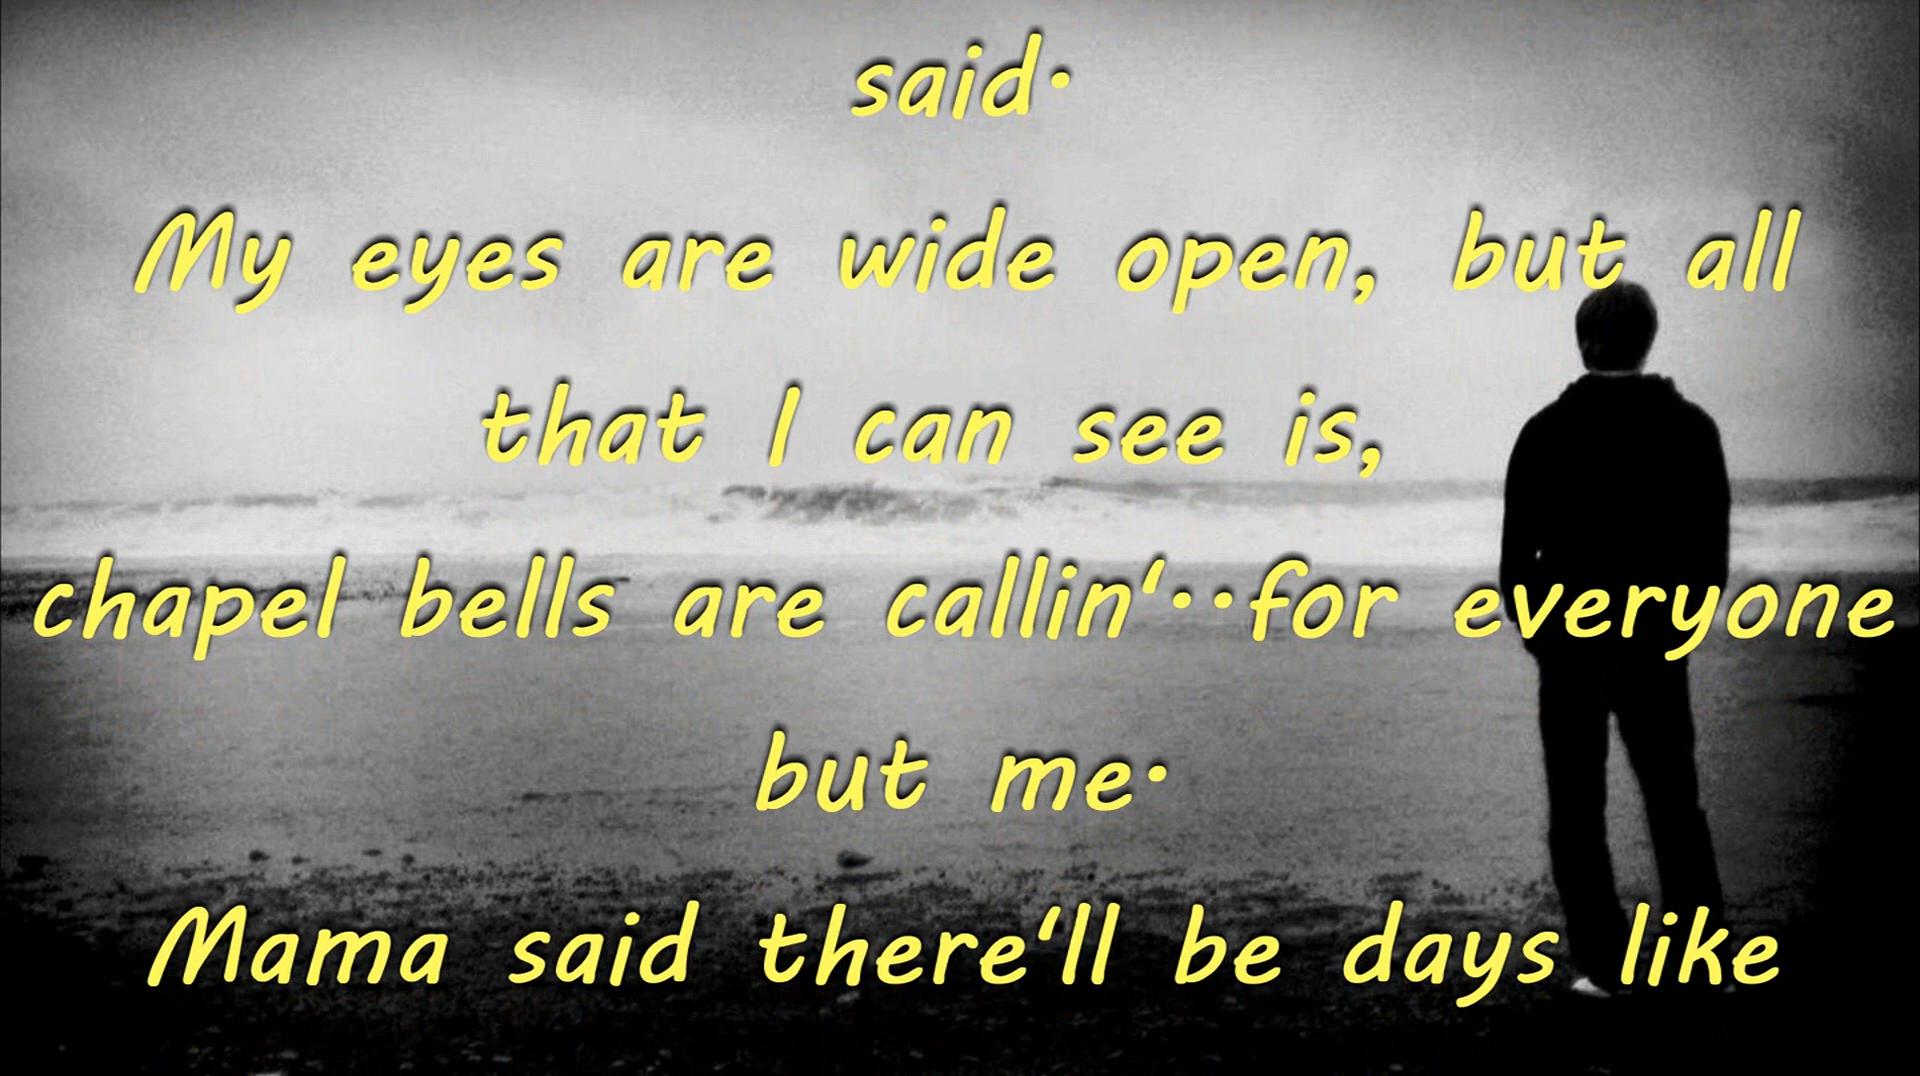 said.
My eyes are wide open, but all
that I can see is,
chapel bells are callin'..for everyone
but me.
Mama said there'll be days like